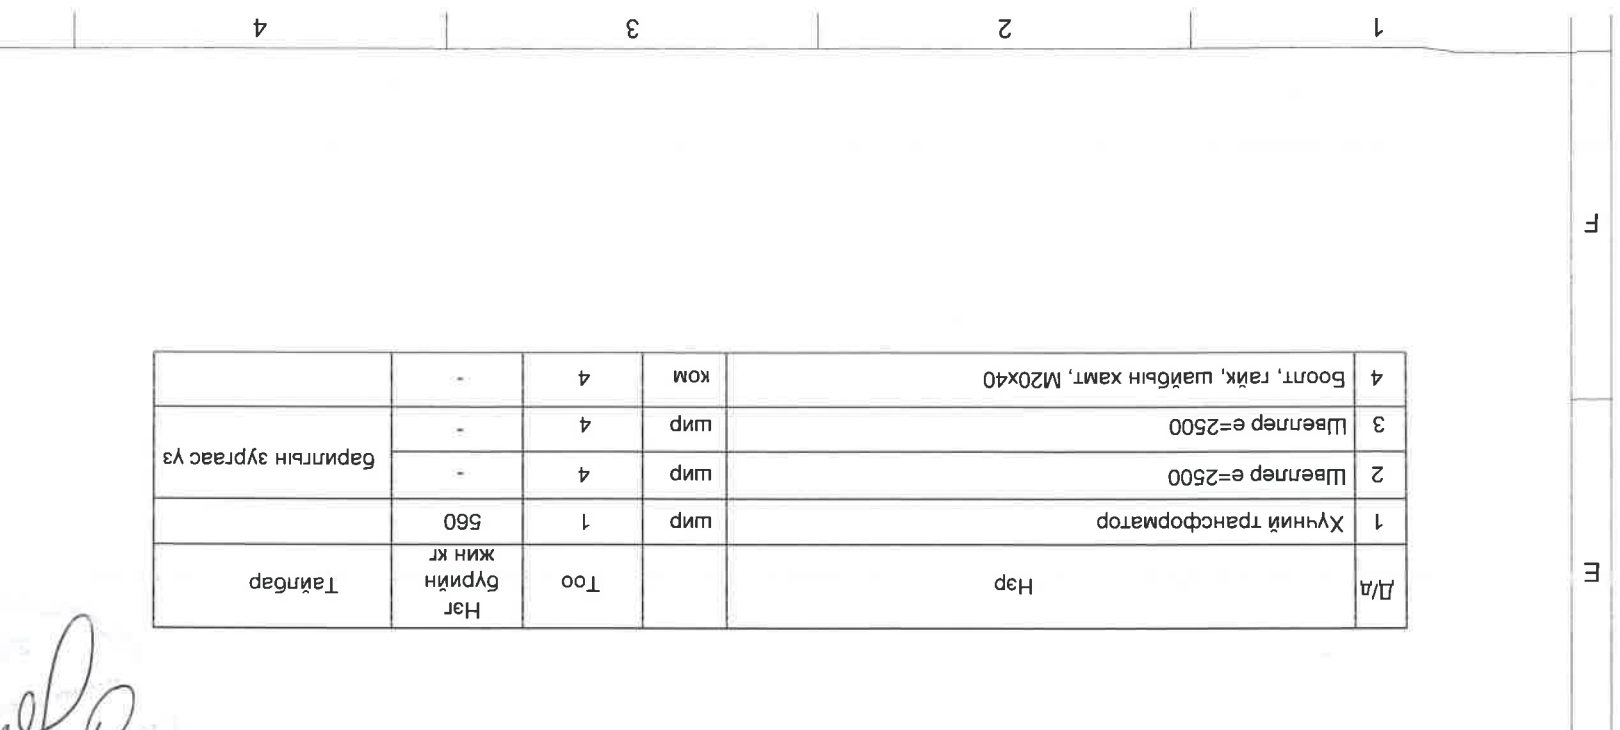 Д/д Нэр Тоо Нэг бүрийн жин кг Тайлбар
1 Хүчний трансформатор шир 1 560
2 Швеллер e=2500 шир 4 - барилгын зургаас үз
3 Швеллер e=2500 шир 4 -
4 Боолт, гайк, шайбын хамт, M20x40 ком 4 -
E
F
1 2 3 4